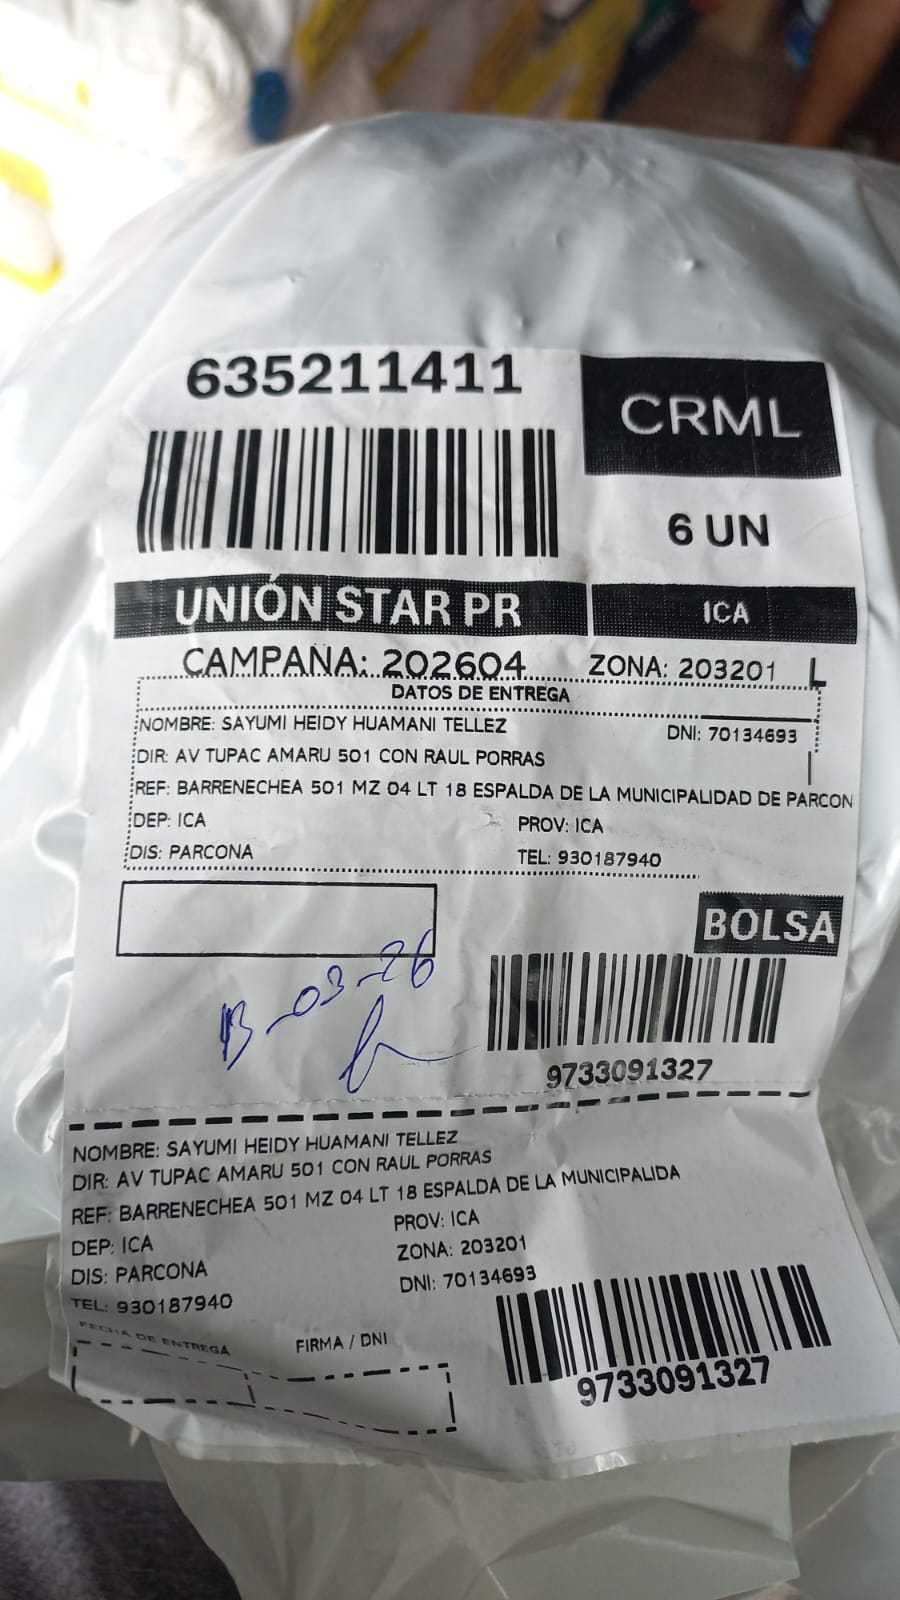 635211411
CRML
6 UN
UNIÓN STAR PR
ICA
CAMPAÑA: 202604 ZONA: 203201 L
DATOS DE ENTREGA
NOMBRE: SAYUMI HEIDY HUAMANI TELLEZ DNI: 70134693
DIR: AV TUPAC AMARU 501 CON RAUL PORRAS
REF: BARRENECHEA 501 MZ 04 LT 18 ESPALDA DE LA MUNICIPALIDAD DE PARCON
DEP: ICA PROV: ICA
DIS: PARCONA TEL: 930187940
BOLSA
13-03-26
9733091327
NOMBRE: SAYUMI HEIDY HUAMANI TELLEZ
DIR: AV TUPAC AMARU 501 CON RAUL PORRAS
REF: BARRENECHEA 501 MZ 04 LT 18 ESPALDA DE LA MUNICIPALIDA
DEP: ICA PROV: ICA
DIS: PARCONA ZONA: 203201
TEL: 930187940 DNI: 70134693
FECHA DE ENTREGA FIRMA / DNI
9733091327